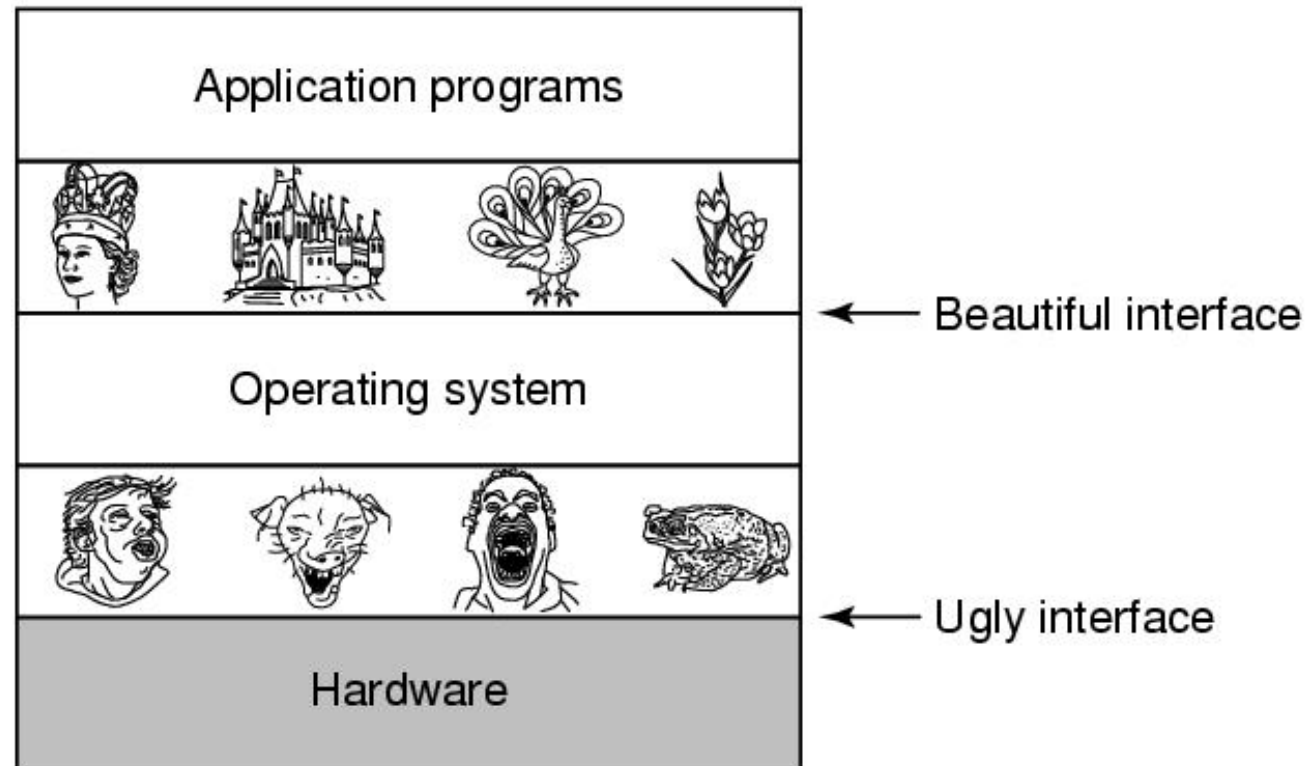 Application programs
Beautiful interface
Operating system
Ugly interface
Hardware